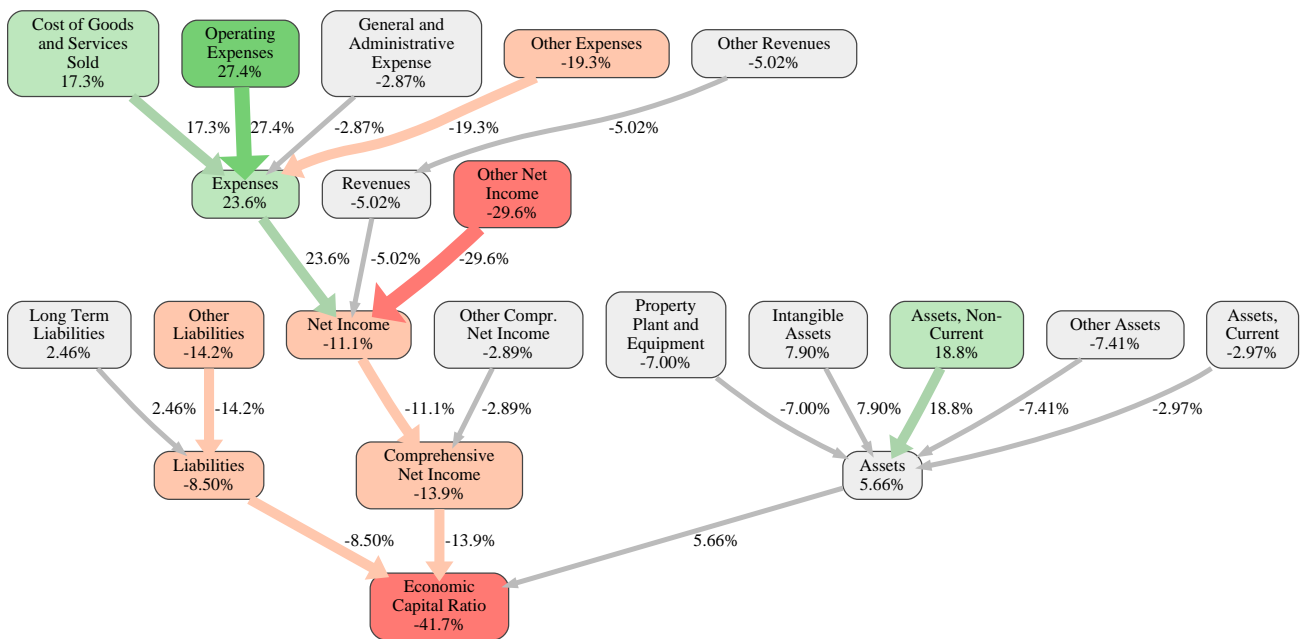 Cost of Goods
and Services
Sold
17.3%
Operating
Expenses
27.4%
General and
Administrative
Expense
-2.87%
Other Expenses
-19.3%
Other Revenues
-5.02%
17.3%
27.4%
-2.87%
-19.3%
-5.02%
Expenses
23.6%
Revenues
-5.02%
Other Net
Income
-29.6%
23.6%
-5.02%
-29.6%
Long Term
Liabilities
2.46%
Other
Liabilities
-14.2%
Net Income
-11.1%
Other Compr.
Net Income
-2.89%
Property
Plant and
Equipment
-7.00%
Intangible
Assets
7.90%
Assets, Non-
Current
18.8%
Other Assets
-7.41%
Assets,
Current
-2.97%
2.46%
-14.2%
-11.1%
-2.89%
-7.00%
7.90%
18.8%
-7.41%
-2.97%
Liabilities
-8.50%
Comprehensive
Net Income
-13.9%
Assets
5.66%
-8.50%
-13.9%
5.66%
Economic
Capital Ratio
-41.7%